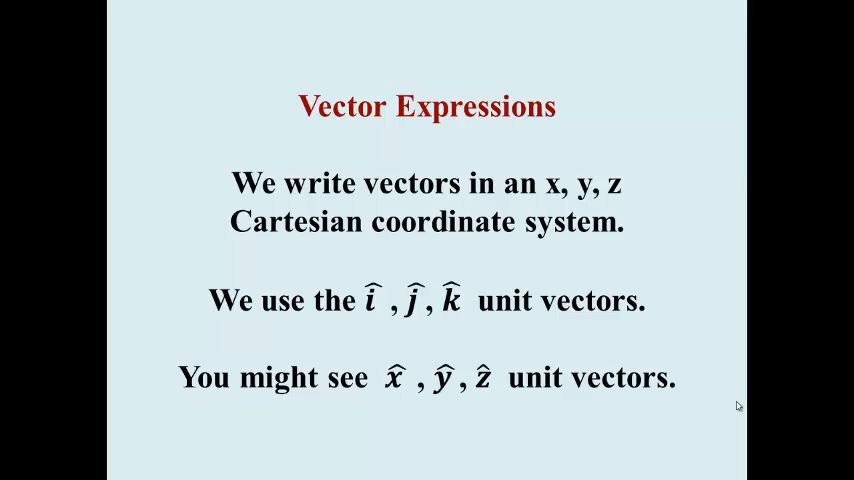 Vector Expressions
We write vectors in an x, y, z
Cartesian coordinate system.
We use the î , ĵ , k̂ unit vectors.
You might see x̂ , ŷ , ẑ unit vectors.